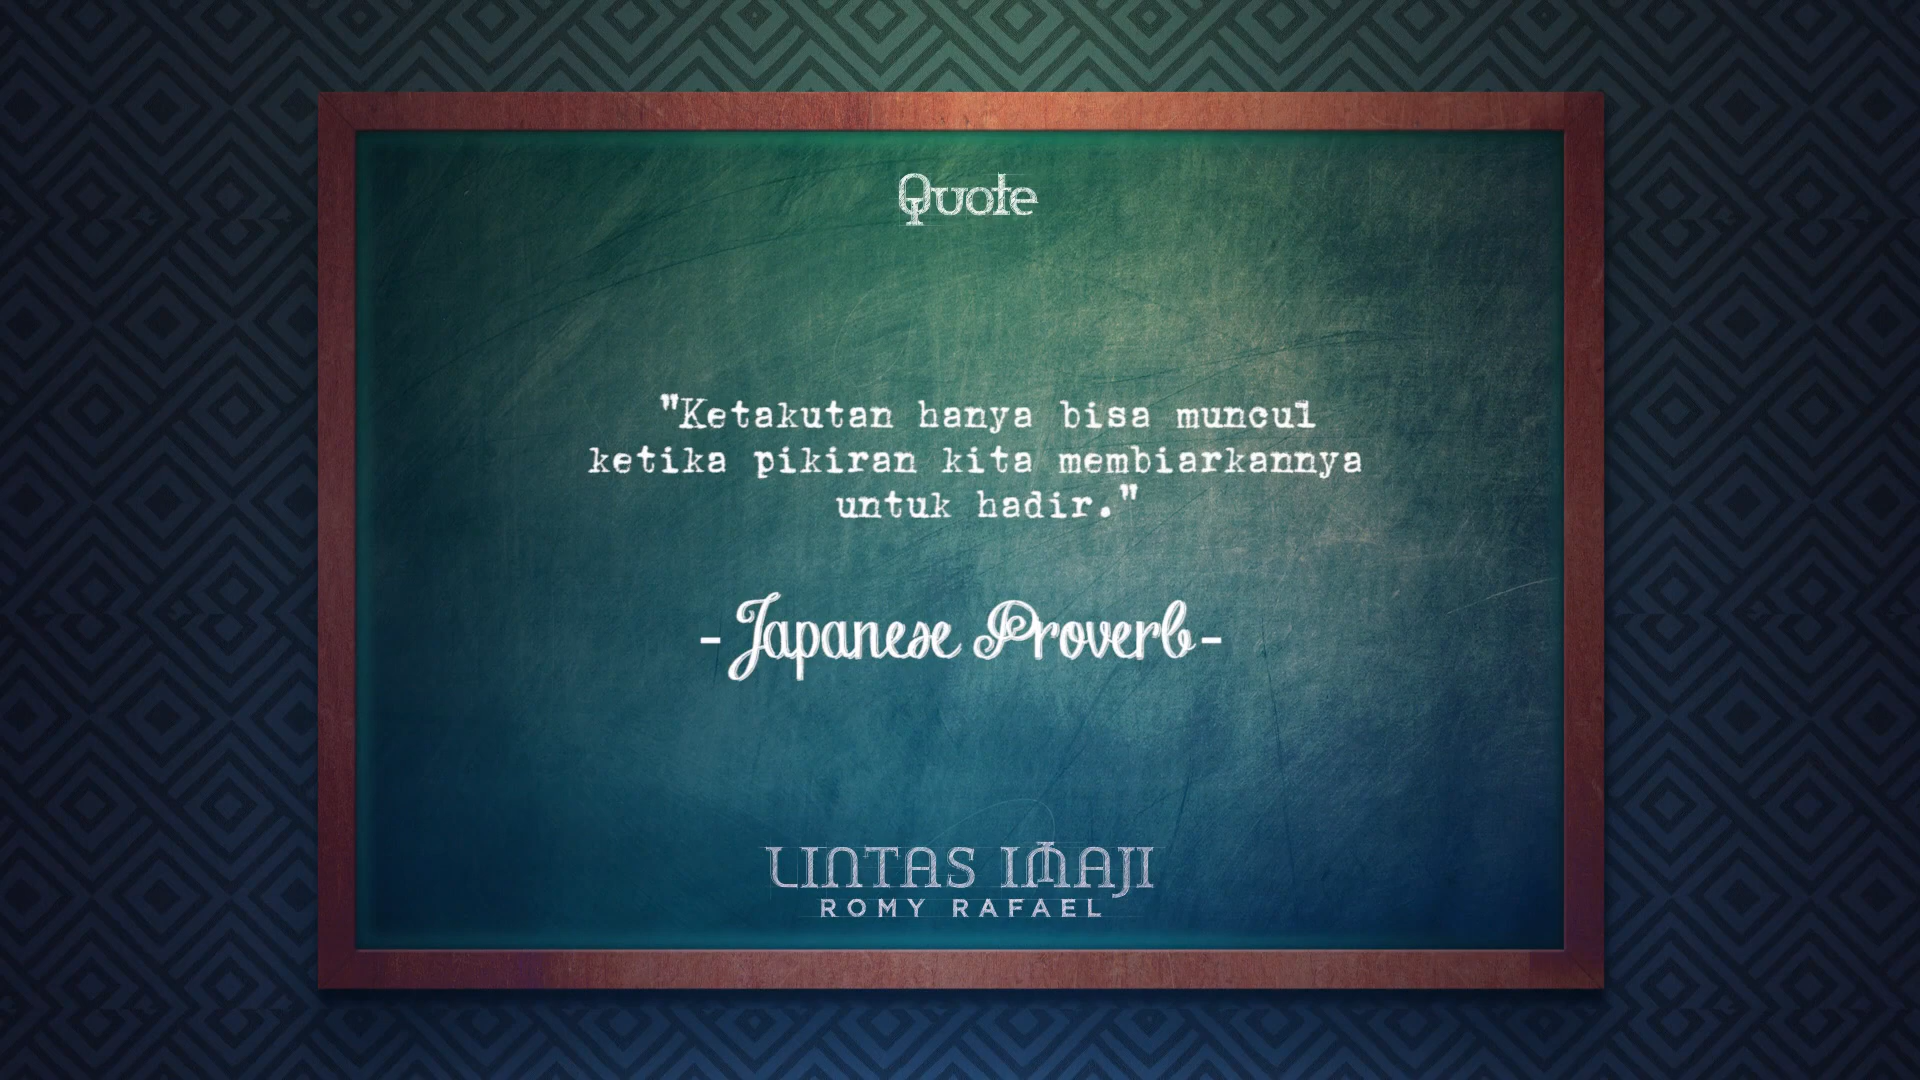 Quote
"Ketakutan hanya bisa muncul
ketika pikiran kita membiarkannya
untuk hadir."
-Japanese Proverb-
LINTAS IMAJI
ROMY RAFAEL